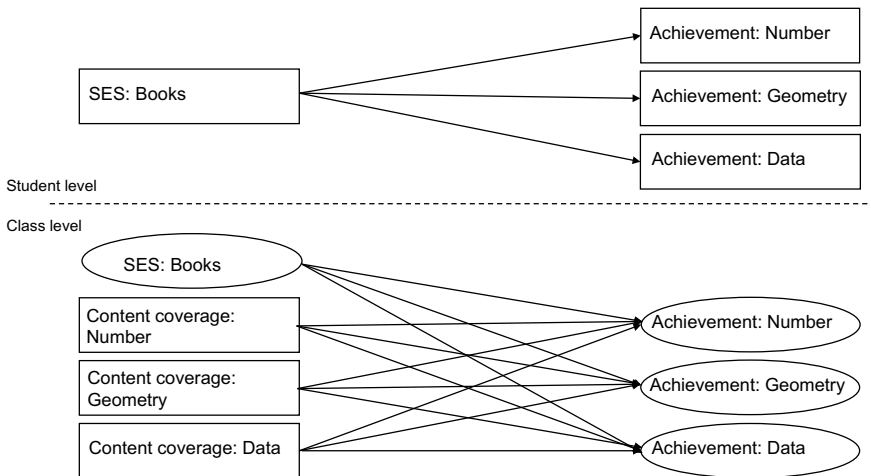 Achievement: Number
SES: Books
Achievement: Geometry
Achievement: Data
Student level
Class level
SES: Books
Content coverage:
Number
Achievement: Number
Content coverage:
Geometry
Achievement: Geometry
Content coverage: Data
Achievement: Data